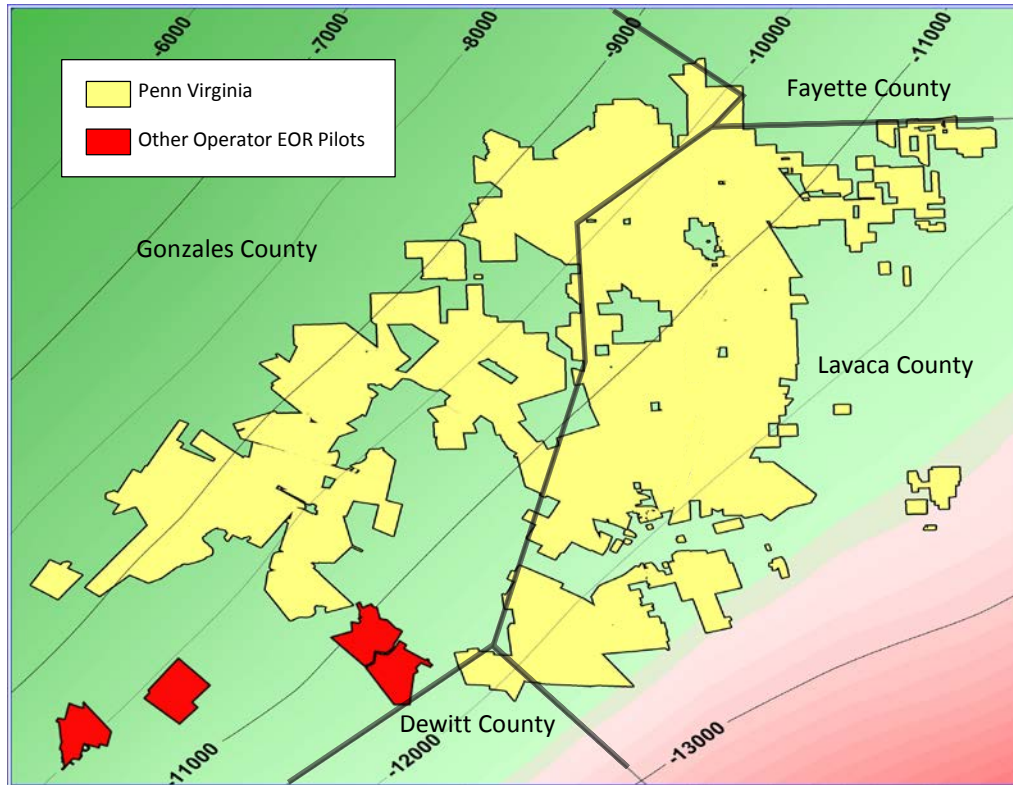 -6000
-7000
-8000
-9000
-10000
-11000
Penn Virginia
Other Operator EOR Pilots
Fayette County
Gonzales County
Lavaca County
Dewitt County
-11000
-12000
-13000